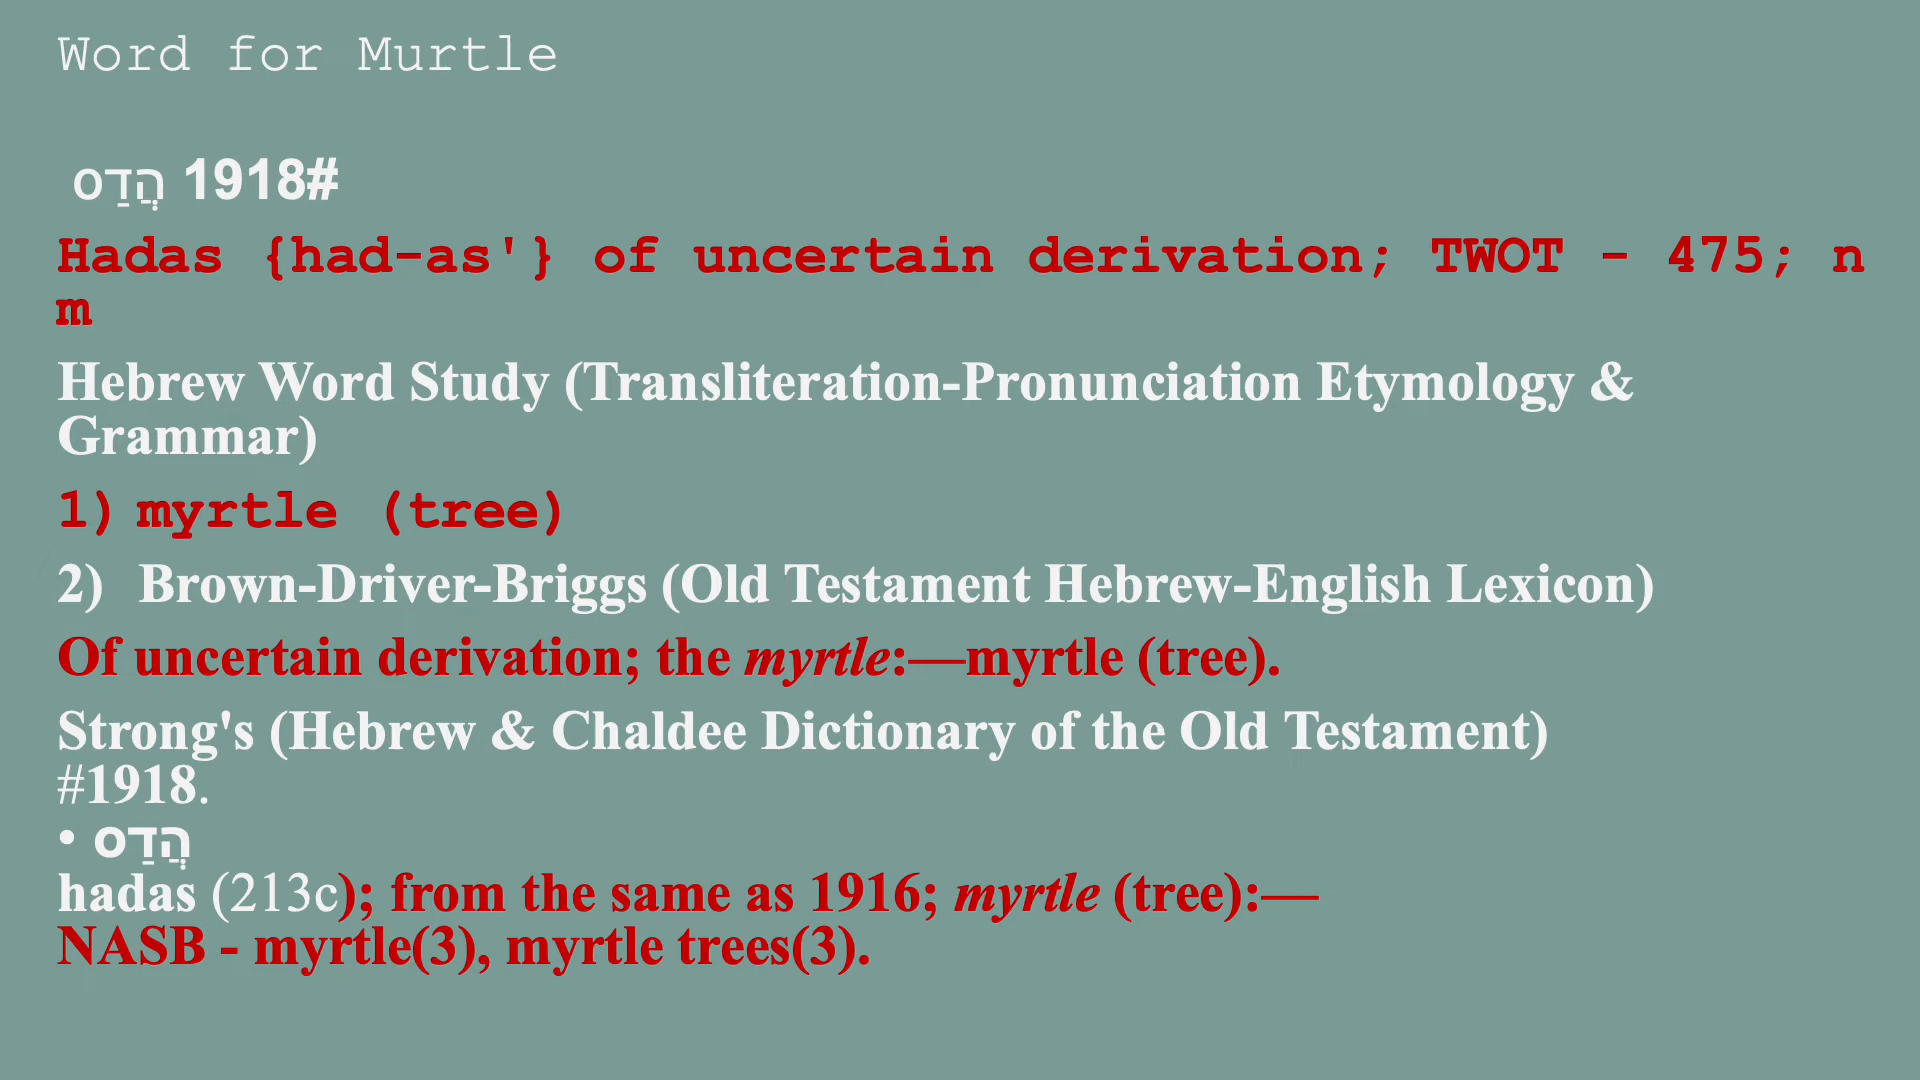 Word for Murtle
הֲדַס 1918#
Hadas {had-as'} of uncertain derivation; TWOT - 475; n
m
Hebrew Word Study (Transliteration-Pronunciation Etymology &
Grammar)
1) myrtle (tree)
2) Brown-Driver-Briggs (Old Testament Hebrew-English Lexicon)
Of uncertain derivation; the myrtle:—myrtle (tree).
Strong's (Hebrew & Chaldee Dictionary of the Old Testament)
#1918.
• הֲדַס
hadas (213c); from the same as 1916; myrtle (tree):—
NASB - myrtle(3), myrtle trees(3).